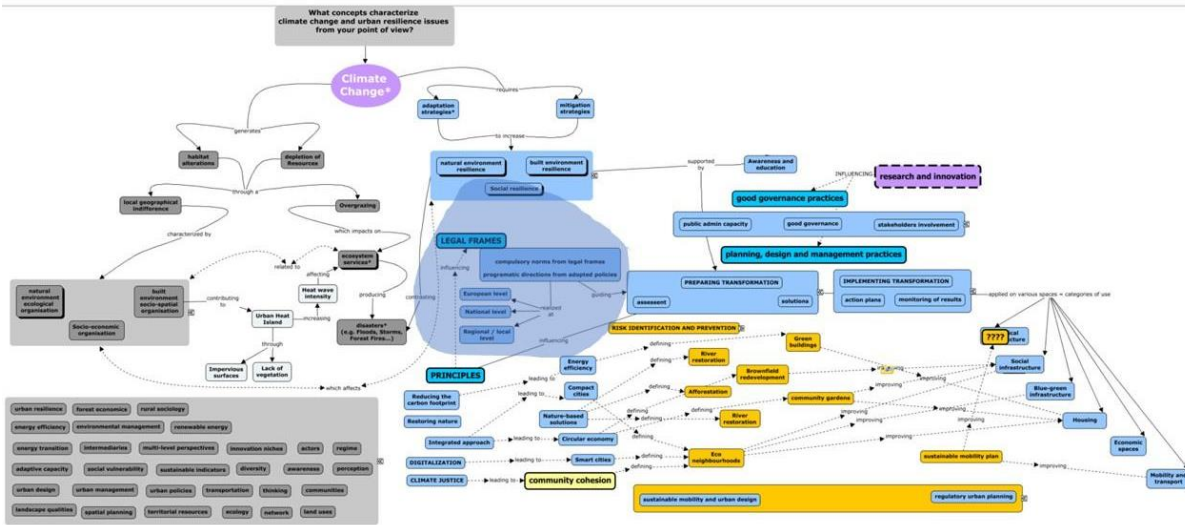 What concepts characterize
climate change and urban resilience issues
from your point of view?
Climate
Change*
requires
adaptation
strategies*
mitigation
strategies
generates
to increase
habitat
alterations
depletion of
Resources
natural environment
resilience
built environment
resilience
Social resilience
supported
by
Awareness and
education
INFLUENCING
research and innovation
good governance practices
through a
local geographical
indifference
Overgrazing
public admin capacity
good governance
stakeholders involvement
characterized by
which impacts on
LEGAL FRAMES
planning, design and management practices
ecosystem
services*
related to
affecting
influencing
compulsory norms from legal frames
programatic directions from adopted policies
PREPARING TRANSFORMATION
assessment
solutions
IMPLEMENTING TRANSFORMATION
action plans
monitoring of results
applied on various spaces = categories of use
natural
environment
ecological
organisation
built
environment
socio-spatial
organisation
Socio-economic
organisation
contributing
to
Heat wave
intensity
producing
European level
National level
Regional / local
level
at
guiding
Urban Heat
Island
increasing
disasters*
(e.g. Floods, Storms,
Forest Fires...)
RISK IDENTIFICATION AND PREVENTION
????
through
influencing
defining
Green
buildings
Impervious
surfaces
Lack of
vegetation
which affects
PRINCIPLES
Energy
efficiency
River
restoration
Social
infrastructure
leading to
defining
Brownfield
redevelopment
improving
Reducing the
carbon footprint
leading to
Compact
cities
defining
Afforestation
community gardens
improving
Blue-green
infrastructure
Restoring nature
Nature-based
solutions
defining
River
restoration
improving
improving
Housing
Integrated approach
leading to
Circular economy
defining
improving
Economic
spaces
DIGITALIZATION
leading to
Smart cities
defining
Eco
neighbourhoods
sustainable mobility plan
improving
Mobility and
transport
CLIMATE JUSTICE
leading to
community cohesion
defining
sustainable mobility and urban design
regulatory urban planning
urban resilience
forest economics
rural sociology
energy efficiency
environmental management
renewable energy
energy transition
intermediaries
multi-level perspectives
innovation niches
actors
regime
adaptive capacity
social vulnerability
sustainable indicators
diversity
awareness
perception
urban design
urban management
urban policies
transportation
thinking
communities
landscape qualities
spatial planning
territorial resources
ecology
network
land uses